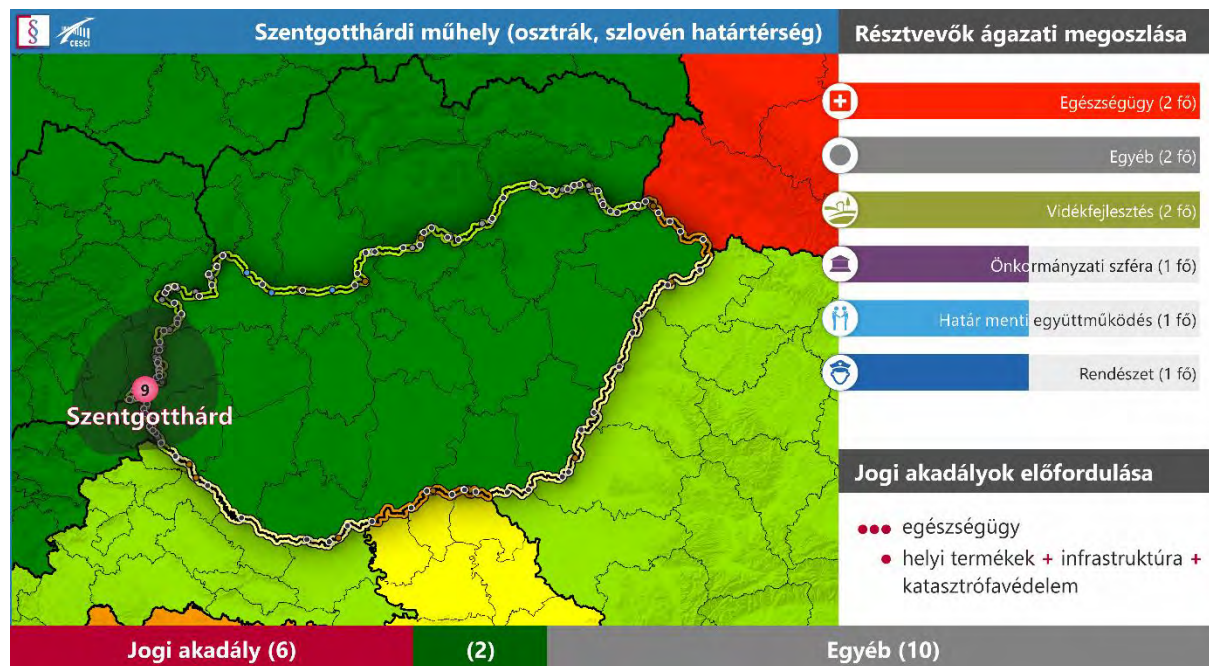 §
CESCI
Szentgotthárdi műhely (osztrák, szlovén határtérség)
Résztvevők ágazati megoszlása
Egészségügy (2 fő)
Egyéb (2 fő)
Vidékfejlesztés (2 fő)
Önkormányzati szféra (1 fő)
Határ menti együttműködés (1 fő)
Rendészet (1 fő)
9
Szentgotthárd
Jogi akadályok előfordulása
egészségügy
helyi termékek + infrastruktúra +
katasztrófavédelem
Jogi akadály (6)
(2)
Egyéb (10)